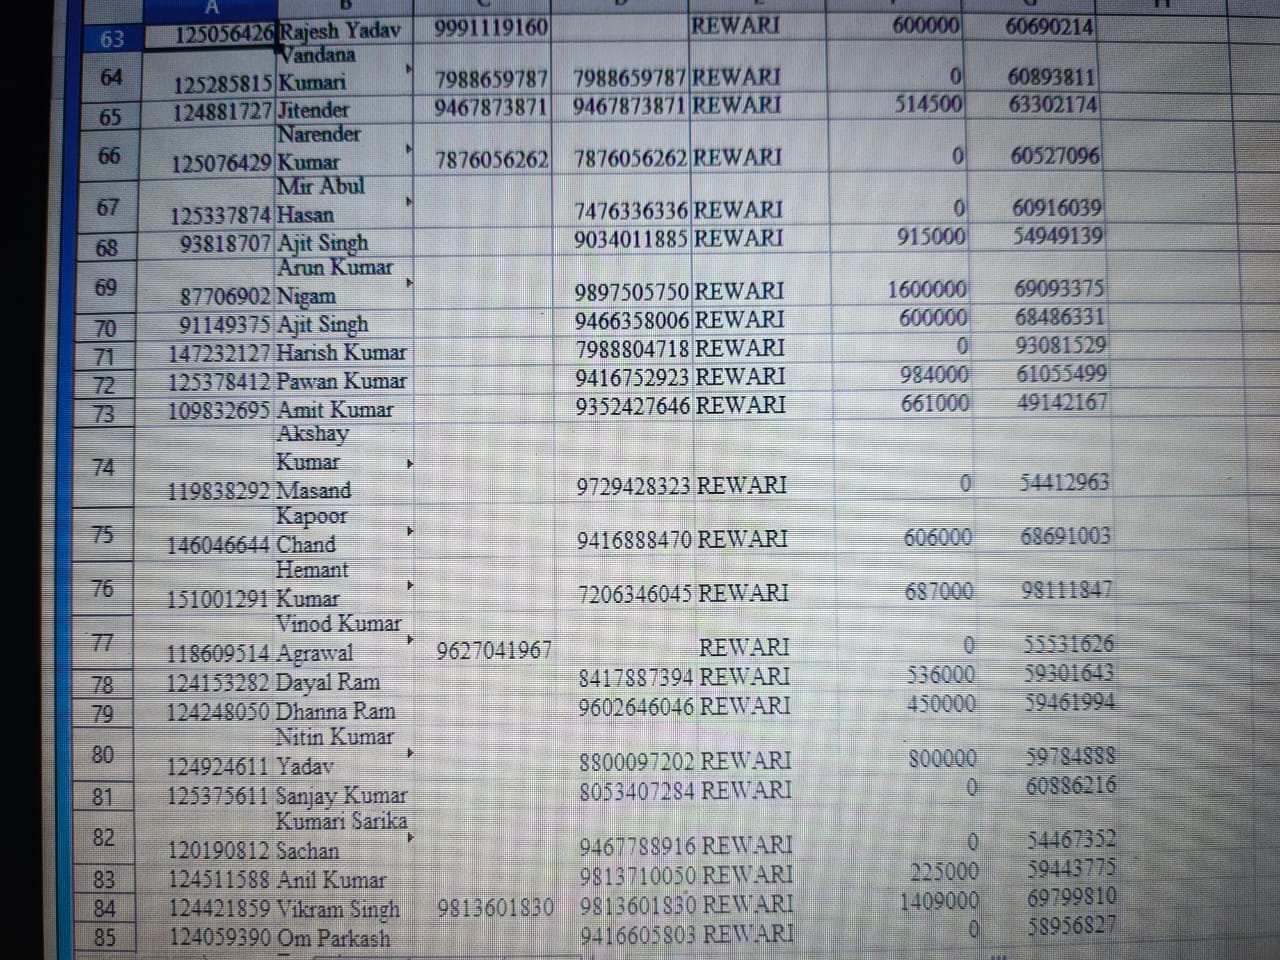 A B
63 125056426 Rajesh Yadav 9991119160 REWARI 600000 60690214
Vandana
64 125285815 Kumari 7988659787 7988659787 REWARI 0 60893811
65 124881727 Jitender 9467873871 9467873871 REWARI 514500 63302174
Narender
66 125076429 Kumar 7876056262 7876056262 REWARI 0 60527096
Mir Abul
67 125337874 Hasan 7476336336 REWARI 0 60916039
68 93818707 Ajit Singh 9034011885 REWARI 915000 54949139
Arun Kumar
69 87706902 Nigam 9897505750 REWARI 1600000 69093375
70 91149375 Ajit Singh 9466358006 REWARI 600000 68486331
71 147232127 Harish Kumar 7988804718 REWARI 0 93081529
72 125378412 Pawan Kumar 9416752923 REWARI 984000 61055499
73 109832695 Amit Kumar 9352427646 REWARI 661000 49142167
Akshay
Kumar
74 119838292 Masand 9729428323 REWARI 0 54412963
Kapoor
75 146046644 Chand 9416888470 REWARI 606000 68691003
Hemant
76 151001291 Kumar 7206346045 REWARI 687000 98111847
Vinod Kumar
77 118609514 Agrawal 9627041967 REWARI 0 55531626
78 124153282 Dayal Ram 8417887394 REWARI 536000 59301643
79 124248050 Dhanna Ram 9602646046 REWARI 450000 59461994
Nitin Kumar
80 124924611 Yadav 8800097202 REWARI 800000 59784888
81 125375611 Sanjay Kumar 8053407284 REWARI 0 60886216
Kumari Sarika
82 120190812 Sachan 9467788916 REWARI 0 54467352
83 124511588 Anil Kumar 9813710050 REWARI 225000 59443775
84 124421859 Vikram Singh 9813601830 9813601830 REWARI 1409000 69799810
85 124059390 Om Parkash 9416605803 REWARI 0 58956827